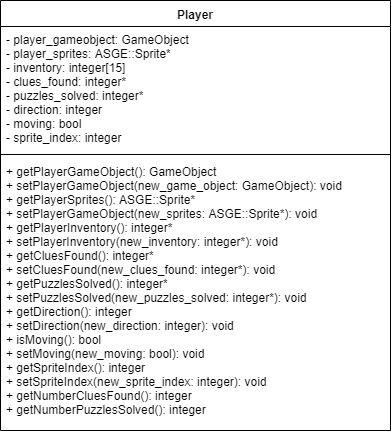 Player
- player_gameobject: GameObject
- player_sprites: ASGE::Sprite*
- inventory: integer[15]
- clues_found: integer*
- puzzles_solved: integer*
- direction: integer
- moving: bool
- sprite_index: integer
+ getPlayerGameObject(): GameObject
+ setPlayerGameObject(new_game_object: GameObject): void
+ getPlayerSprites(): ASGE::Sprite*
+ setPlayerGameObject(new_sprites: ASGE::Sprite*): void
+ getPlayerInventory(): integer*
+ setPlayerInventory(new_inventory: integer*): void
+ getCluesFound(): integer*
+ setCluesFound(new_clues_found: integer*): void
+ getPuzzlesSolved(): integer*
+ setPuzzlesSolved(new_puzzles_solved: integer*): void
+ getDirection(): integer
+ setDirection(new_direction: integer): void
+ isMoving(): bool
+ setMoving(new_moving: bool): void
+ getSpriteIndex(): integer
+ setSpriteIndex(new_sprite_index: integer): void
+ getNumberCluesFound(): integer
+ getNumberPuzzlesSolved(): integer